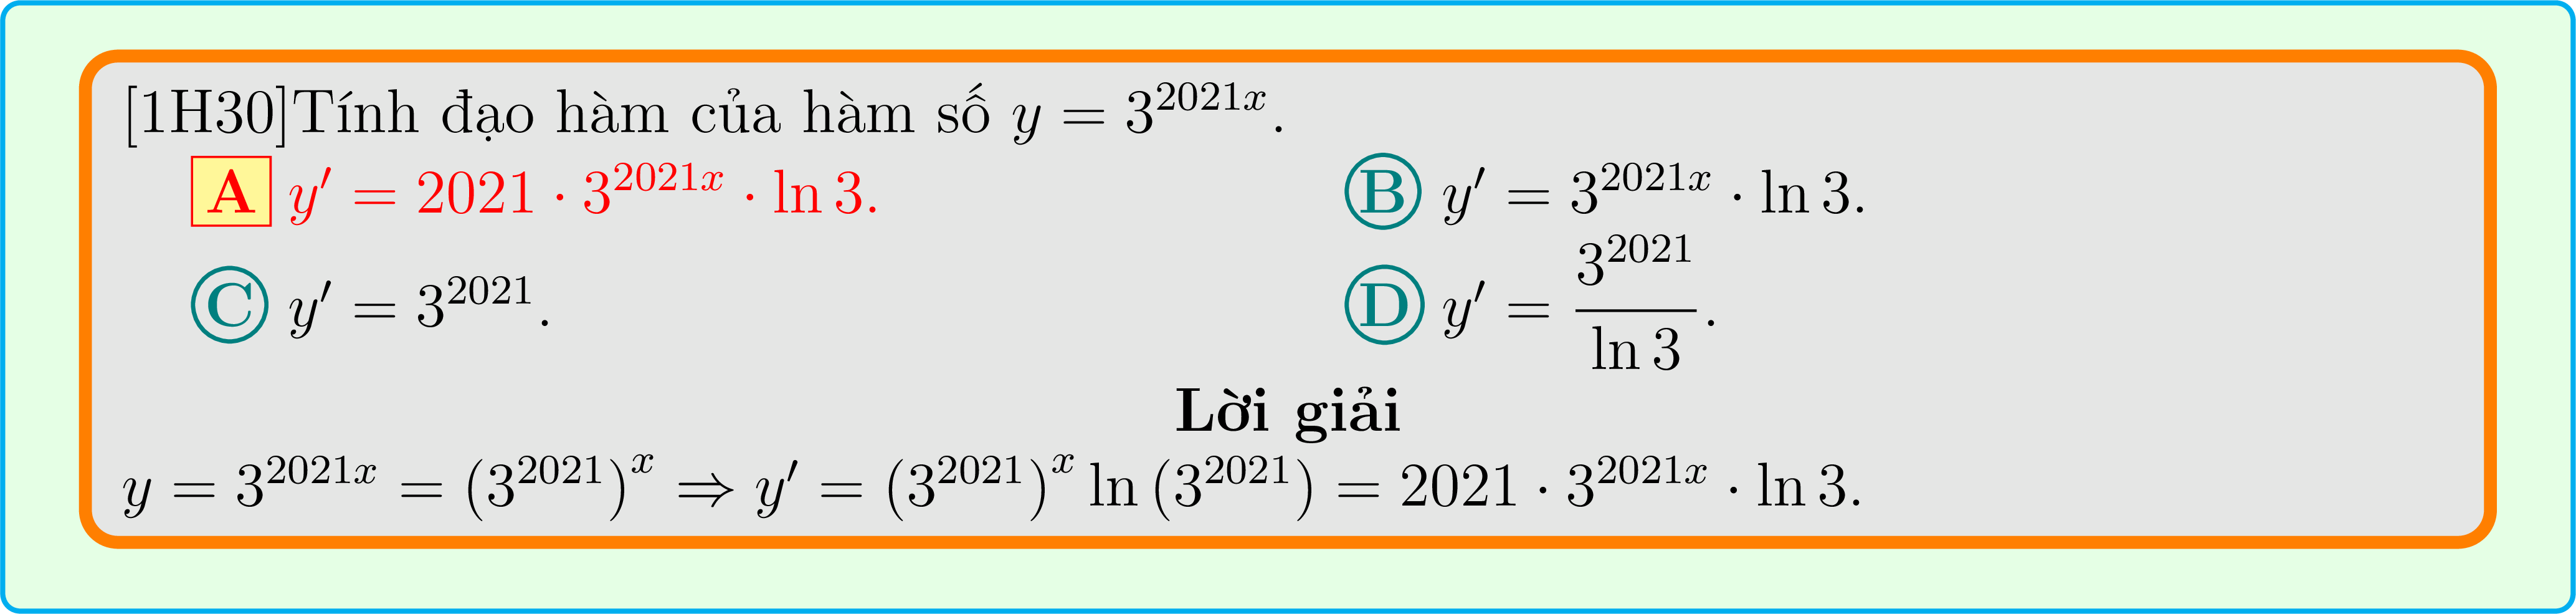 [1H30]Tính đạo hàm của hàm số $y = 3^{2021x}$.
A $y' = 2021 \cdot 3^{2021x} \cdot \ln 3$. B $y' = 3^{2021x} \cdot \ln 3$.
C $y' = 3^{2021}$. D $y' = \dfrac{3^{2021}}{\ln 3}$.
Lời giải
$y = 3^{2021x} = \left(3^{2021}\right)^x \Rightarrow y' = \left(3^{2021}\right)^x \ln \left(3^{2021}\right) = 2021 \cdot 3^{2021x} \cdot \ln 3$.